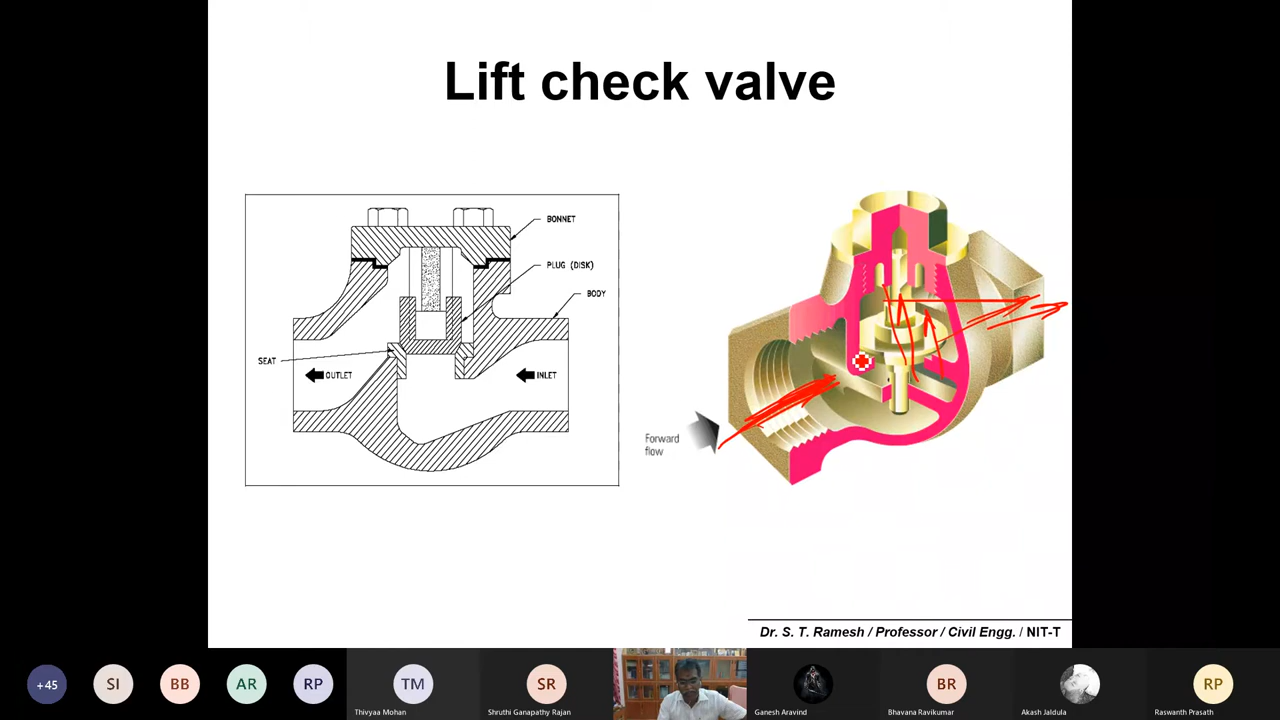 Lift check valve
BONNET
PLUG (DISK)
BODY
SEAT
OUTLET
INLET
Forward
flow
Dr. S. T. Ramesh / Professor / Civil Engg. / NIT-T
+45
SI
BB
AR
RP
TM
SR
BR
RP
Thivyaa Mohan
Shruthi Ganapathy Rajan
Ganesh Aravind
Bhavana Ravikumar
Akash Jaldula
Raswanth Prasath